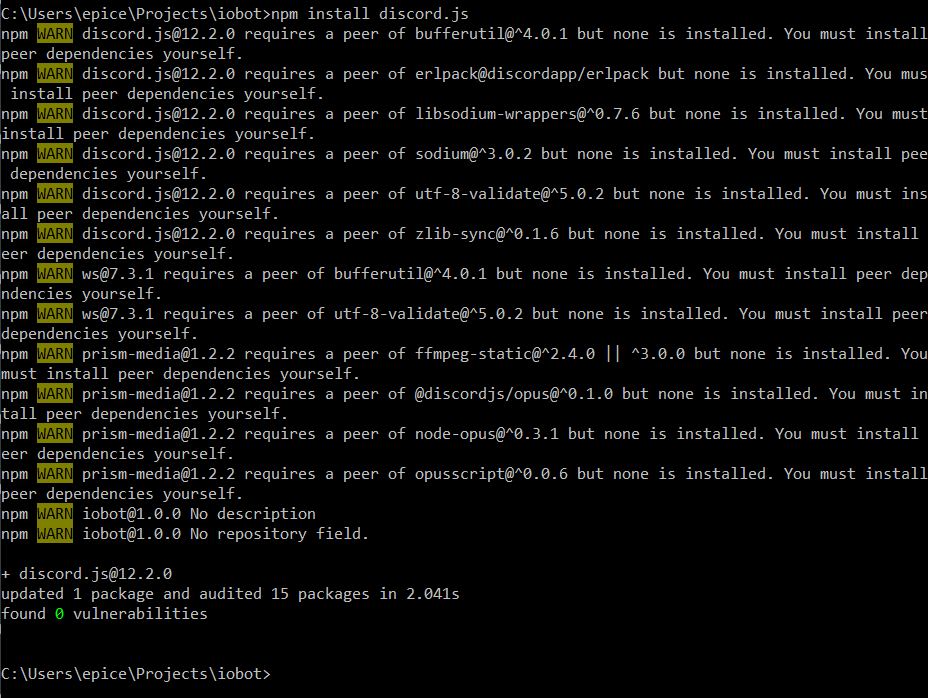 C:\Users\epice\Projects\iobot>npm install discord.js
npm WARN discord.js@12.2.0 requires a peer of bufferutil@^4.0.1 but none is installed. You must install
peer dependencies yourself.
npm WARN discord.js@12.2.0 requires a peer of erlpack@discordapp/erlpack but none is installed. You mus
 install peer dependencies yourself.
npm WARN discord.js@12.2.0 requires a peer of libsodium-wrappers@^0.7.6 but none is installed. You must
install peer dependencies yourself.
npm WARN discord.js@12.2.0 requires a peer of sodium@^3.0.2 but none is installed. You must install pee
 dependencies yourself.
npm WARN discord.js@12.2.0 requires a peer of utf-8-validate@^5.0.2 but none is installed. You must ins
all peer dependencies yourself.
npm WARN discord.js@12.2.0 requires a peer of zlib-sync@^0.1.6 but none is installed. You must install
eer dependencies yourself.
npm WARN ws@7.3.1 requires a peer of bufferutil@^4.0.1 but none is installed. You must install peer dep
ndencies yourself.
npm WARN ws@7.3.1 requires a peer of utf-8-validate@^5.0.2 but none is installed. You must install peer
dependencies yourself.
npm WARN prism-media@1.2.2 requires a peer of ffmpeg-static@^2.4.0 || ^3.0.0 but none is installed. You
must install peer dependencies yourself.
npm WARN prism-media@1.2.2 requires a peer of @discordjs/opus@^0.1.0 but none is installed. You must in
tall peer dependencies yourself.
npm WARN prism-media@1.2.2 requires a peer of node-opus@^0.3.1 but none is installed. You must install
eer dependencies yourself.
npm WARN prism-media@1.2.2 requires a peer of opusscript@^0.0.6 but none is installed. You must install
peer dependencies yourself.
npm WARN iobot@1.0.0 No description
npm WARN iobot@1.0.0 No repository field.
+ discord.js@12.2.0
updated 1 package and audited 15 packages in 2.041s
found 0 vulnerabilities
C:\Users\epice\Projects\iobot>